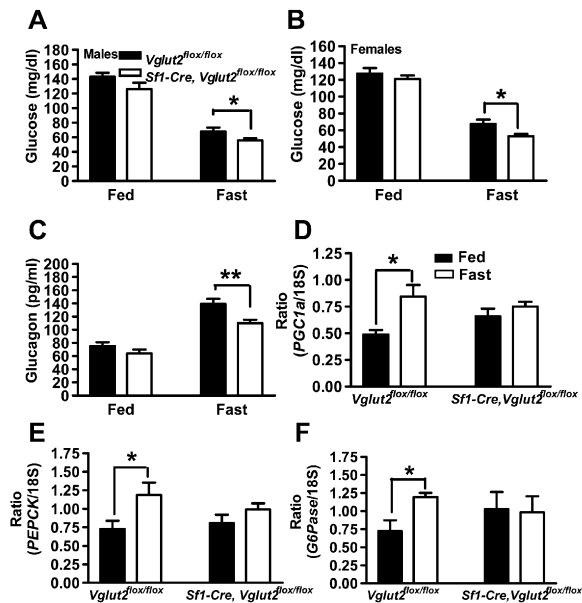 A
Glucose (mg/dl)
200
180
160
140
120
100
80
60
40
20
0
Males
Vglut2flox/flox
Sf1-Cre, Vglut2flox/flox
*
Fed Fast
B
Glucose (mg/dl)
160
140
120
100
80
60
40
20
0
Females
*
Fed Fast
C
Glucagon (pg/ml)
200
180
160
140
120
100
80
60
40
20
0
**
Fed Fast
D
Ratio
(PGC1a/18S)
1.25
1.00
0.75
0.50
0.25
0.00
*
Fed
Fast
Vglut2flox/flox Sf1-Cre,Vglut2flox/flox
E
Ratio
(PEPCK/18S)
1.75
1.50
1.25
1.00
0.75
0.50
0.25
0.00
*
Vglut2flox/flox Sf1-Cre, Vglut2flox/flox
F
Ratio
(G6Pase/18S)
1.75
1.50
1.25
1.00
0.75
0.50
0.25
0.00
*
Vglut2flox/flox Sf1-Cre,Vglut2flox/flox